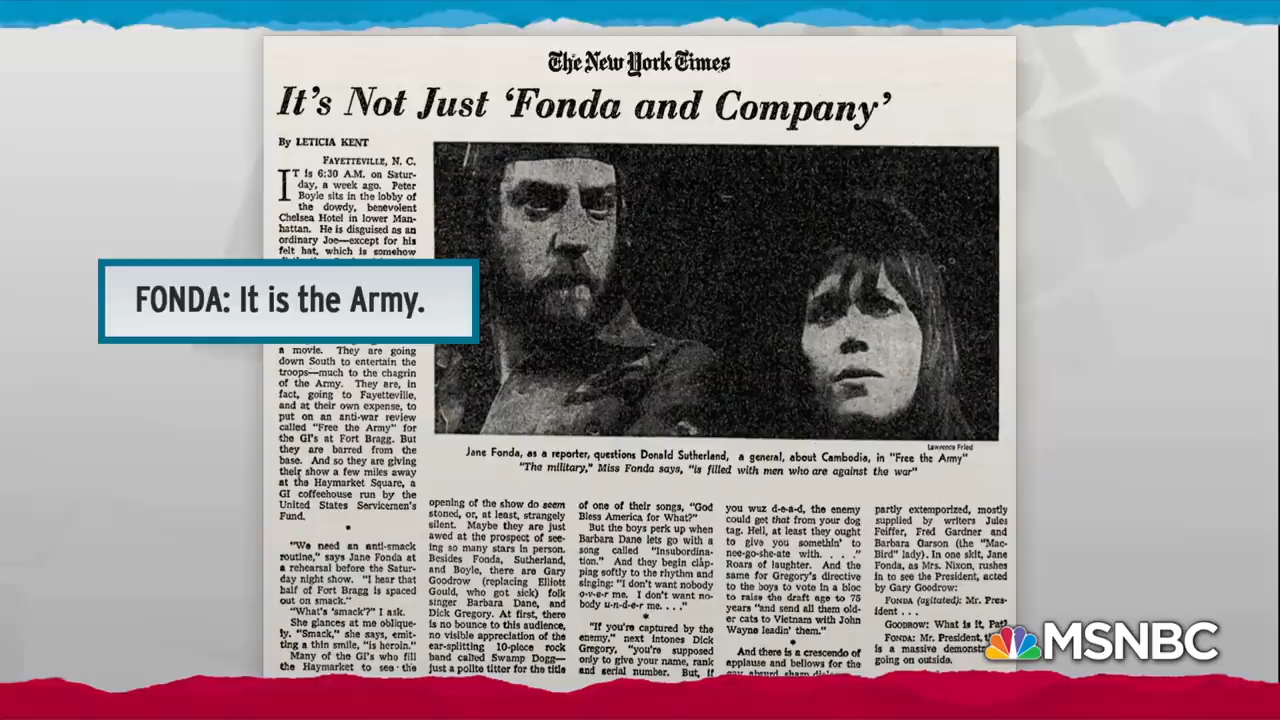 The New York Times
It's Not Just 'Fonda and Company'
By LETICIA KENT
FAYETTEVILLE, N. C.
IT is 6:30 A.M. on Satur-
day, a week ago. Peter
Boyle sits in the lobby of
the dowdy, benevolent
Chelsea Hotel in lower Man-
hattan. He is disguised as an
ordinary Joe—except for his
felt hat, which is somehow
FONDA: It is the Army.
a movie. They are going
down South to entertain the
troops—much to the chagrin
of the Army. They are, in
fact, going to Fayetteville,
and at their own expense, to
put on an anti-war review
called "Free the Army" for
the GI's at Fort Bragg. But
they are barred from the
base. And so they are giving
their show a few miles away
at the Haymarket Square, a
GI coffeehouse run by the
United States Servicemen's
Fund.
"We need an anti-smack
routine," says Jane Fonda at
a rehearsal before the Satur-
day night show. "I hear that
half of Fort Bragg is spaced
out on smack."
"What's 'smack'?" I ask.
She glances at me oblique-
ly. "Smack," she says, emit-
ting a thin smile, "is heroin."
Many of the GI's who fill
the Haymarket to see the
Lawrence Fried
Jane Fonda, as a reporter, questions Donald Sutherland, a general, about Cambodia, in "Free the Army"
"The military," Miss Fonda says, "is filled with men who are against the war"
opening of the show do seem
stoned, or, at least, strangely
silent. Maybe they are just
awed at the prospect of see-
ing so many stars in person.
Besides Fonda, Sutherland,
and Boyle, there are Gary
Goodrow (replacing Elliott
Gould, who got sick) folk
singer Barbara Dane, and
Dick Gregory. At first, there
is no bounce to this audience,
no visible appreciation of the
ear-splitting 10-piece rock
band called Swamp Dogg—
just a polite titter for the title
of one of their songs, "God
Bless America for What?"
But the boys perk up when
Barbara Dane lets go with a
song called "Insubordina-
tion." And they begin clap-
ping softly to the rhythm and
singing: "I don't want nobody
o-v-e-r me. I don't want no-
body u-n-d-e-r me. . . ."
"If you're captured by the
enemy," next intones Dick
Gregory, "you're supposed
only to give your name, rank
and serial number. But, if
you wuz d-e-a-d, the enemy
could get that from your dog
tag. Hell, at least they ought
to give you somethin' to
nee-goe-she-ate with. . . ."
Roars of laughter. And the
same for Gregory's directive
to the boys to vote in a bloc
to raise the draft age to 75
years "and send all them old-
er cats to Vietnam with John
Wayne leadin' them."
And there is a crescendo of
applause and bellows for the
partly extemporized, mostly
supplied by writers Jules
Feiffer, Fred Gardner and
Barbara Garson (the "Mac-
Bird" lady). In one skit, Jane
Fonda, as Mrs. Nixon, rushes
in to see the President, acted
by Gary Goodrow:
FONDA (agitated): Mr. Pres-
ident . . .
GOODROW: What is it, Pat?
FONDA: Mr. President,
is a massive
going on outside.
MSNBC